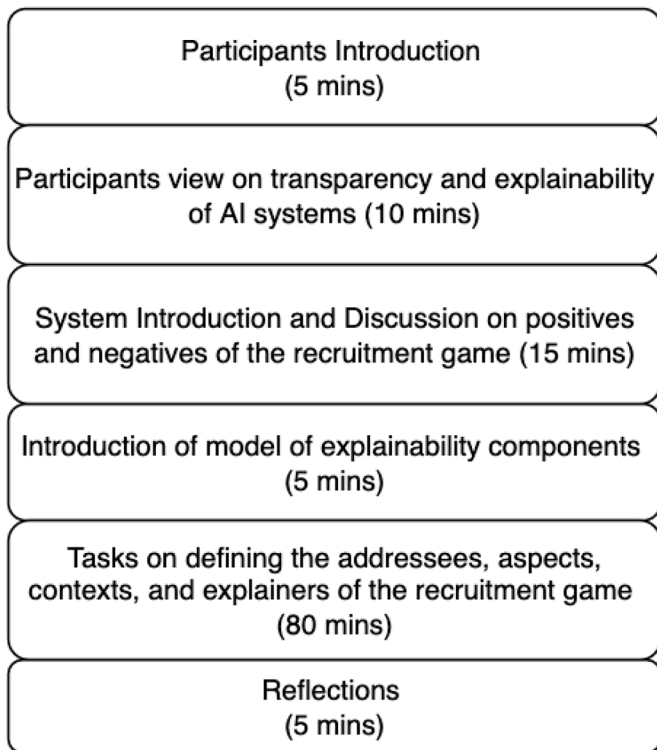 Participants Introduction
(5 mins)
Participants view on transparency and explainability
of AI systems (10 mins)
System Introduction and Discussion on positives
and negatives of the recruitment game (15 mins)
Introduction of model of explainability components
(5 mins)
Tasks on defining the addressees, aspects,
contexts, and explainers of the recruitment game
(80 mins)
Reflections
(5 mins)